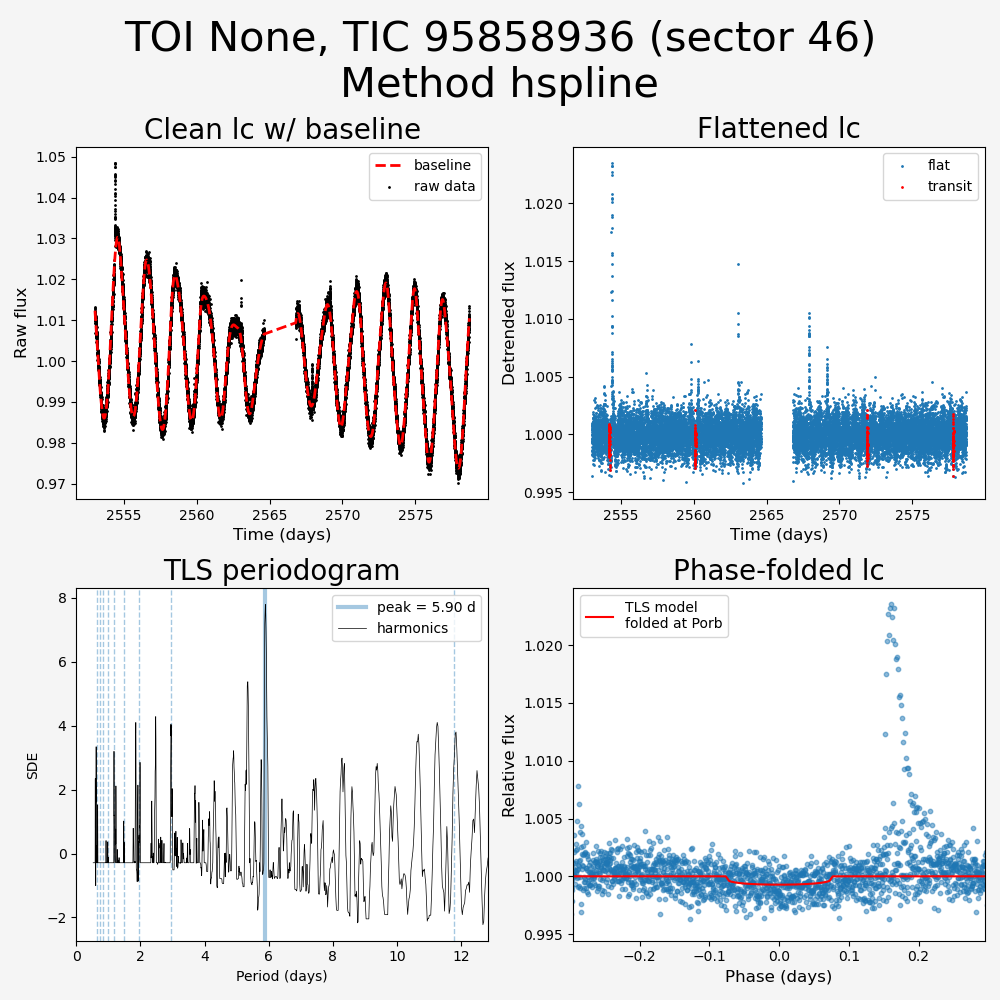 TOI None, TIC 95858936 (sector 46)
Method hspline
Clean lc w/ baseline
Flattened lc
baseline
raw data
flat
transit
1.05
1.04
1.03
1.02
1.01
1.00
0.99
0.98
0.97
Raw flux
2555
2560
2565
2570
2575
Time (days)
1.020
1.015
1.010
1.005
1.000
0.995
Detrended flux
2555
2560
2565
2570
2575
Time (days)
TLS periodogram
Phase-folded lc
peak = 5.90 d
harmonics
8
6
4
2
0
−2
SDE
0
2
4
6
8
10
12
Period (days)
TLS model
folded at Porb
1.020
1.015
1.010
1.005
1.000
0.995
Relative flux
−0.2
−0.1
0.0
0.1
0.2
Phase (days)